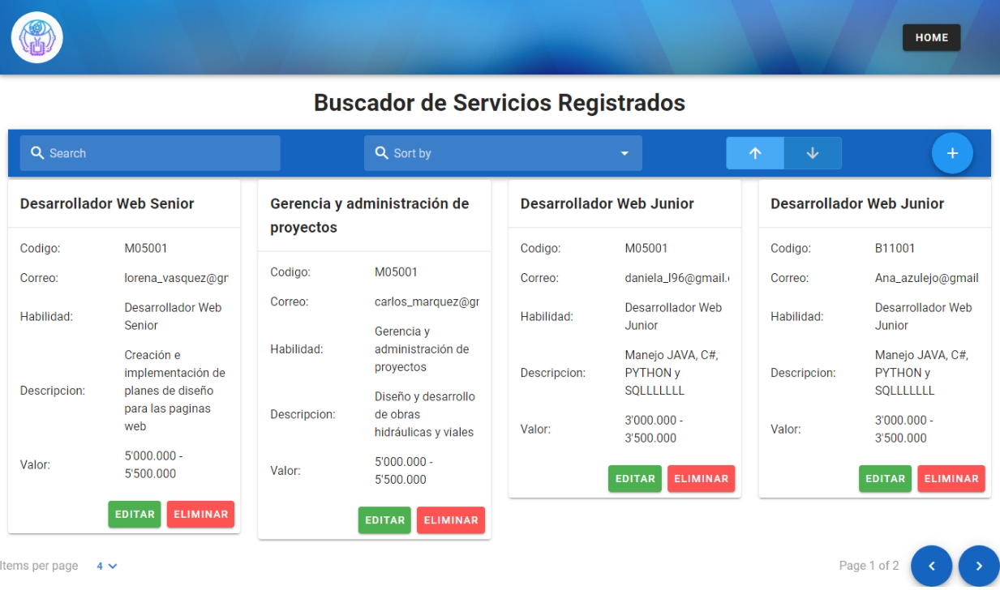 HOME
Buscador de Servicios Registrados
Search
Sort by
Desarrollador Web Senior
Codigo: M05001
Correo: lorena_vasquez@gr
Habilidad: Desarrollador Web
Senior
Descripcion: Creación e
implementación de
planes de diseño
para las paginas
web
Valor: 5'000.000 -
5'500.000
EDITAR ELIMINAR
Gerencia y administración de
proyectos
Codigo: M05001
Correo: carlos_marquez@gr
Habilidad: Gerencia y
administración de
proyectos
Descripcion: Diseño y desarrollo
de obras
hidráulicas y viales
Valor: 5'000.000 -
5'500.000
EDITAR ELIMINAR
Desarrollador Web Junior
Codigo: M05001
Correo: daniela_l96@gmail.
Habilidad: Desarrollador Web
Junior
Descripcion: Manejo JAVA, C#,
PYTHON y
SQLLLLLLL
Valor: 3'000.000 -
3'500.000
EDITAR ELIMINAR
Desarrollador Web Junior
Codigo: B11001
Correo: Ana_azulejo@gmail
Habilidad: Desarrollador Web
Junior
Descripcion: Manejo JAVA, C#,
PYTHON y
SQLLLLLLL
Valor: 3'000.000 -
3'500.000
EDITAR ELIMINAR
Items per page 4
Page 1 of 2